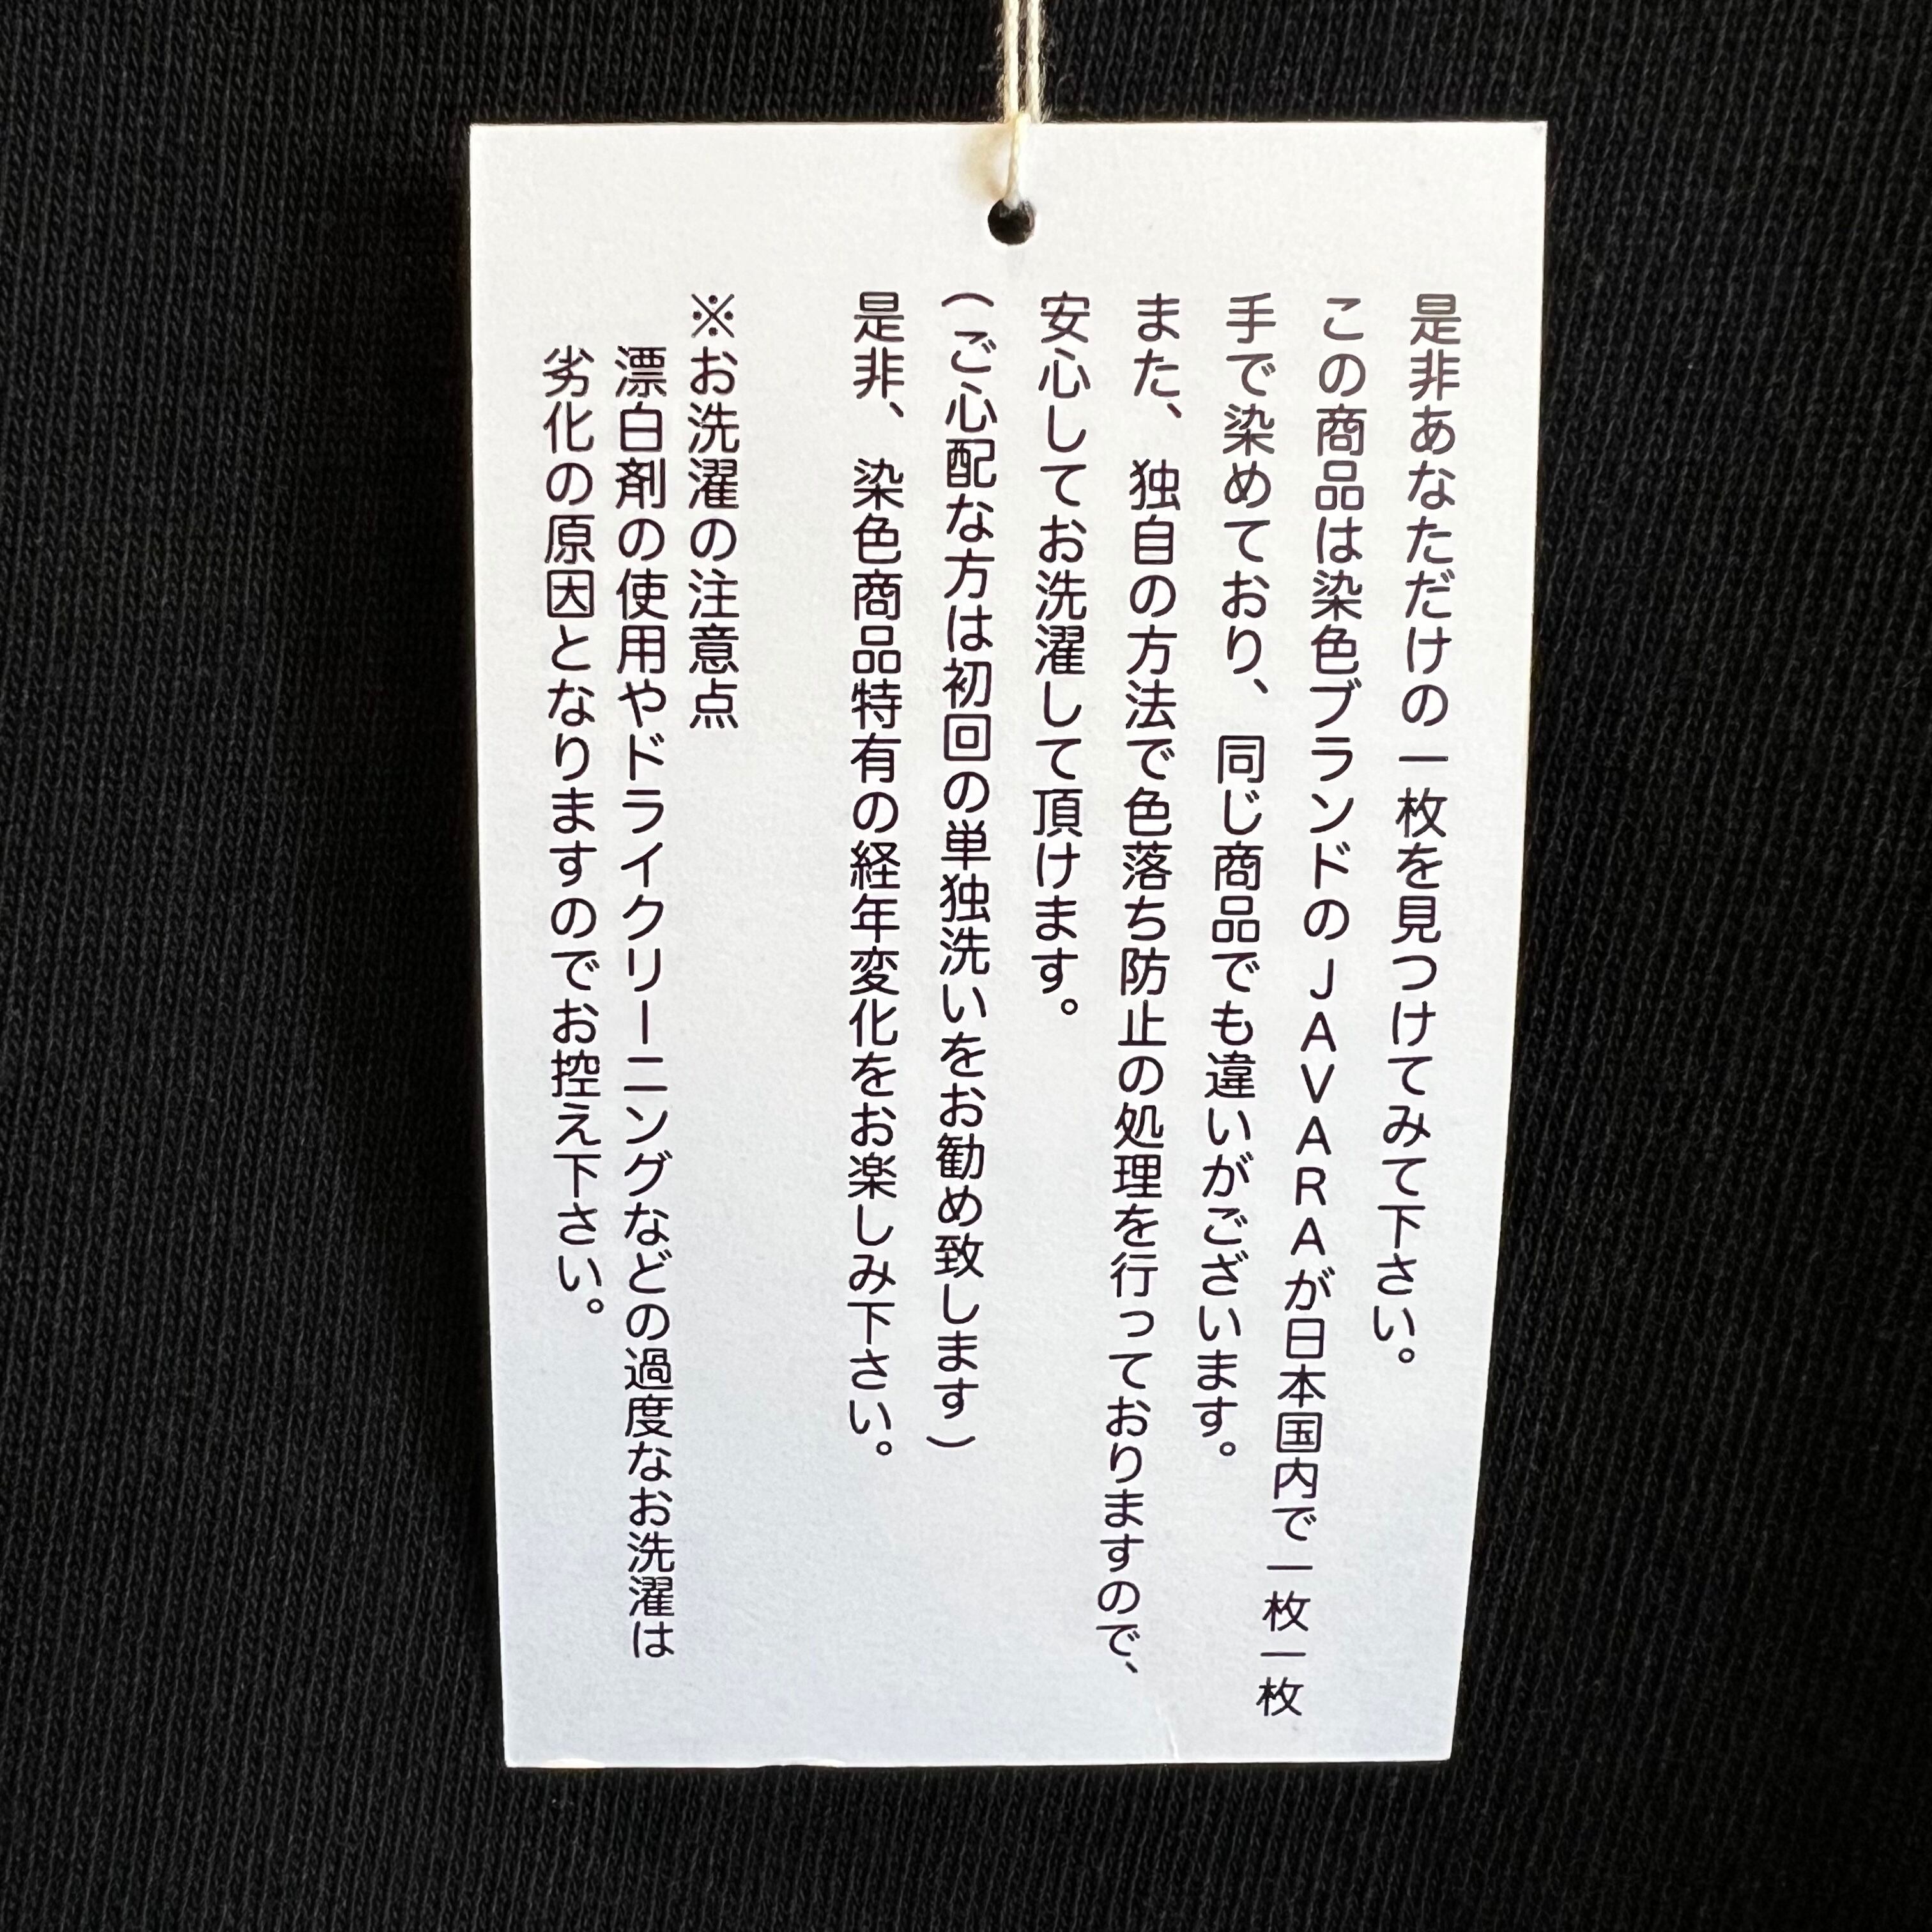 是非あなただけの一枚を見つけてみて下さい。
この商品は染色ブランドのJAVARAが日本国内で一枚一枚
手で染めており、同じ商品でも違いがございます。
また、独自の方法で色落ち防止の処理を行っておりますので、
安心してお洗濯して頂けます。
(ご心配な方は初回の単独洗いをお勧め致します)
是非、染色商品特有の経年変化をお楽しみ下さい。
※お洗濯の注意点
漂白剤の使用やドライクリーニングなどの過度なお洗濯は
劣化の原因となりますのでお控え下さい。